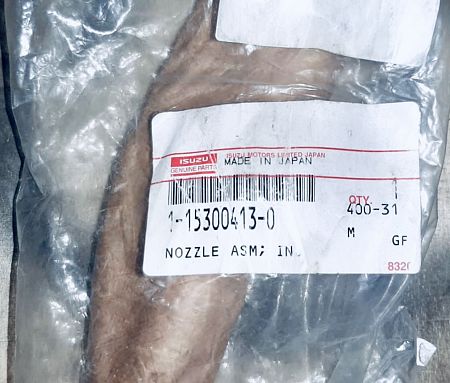 ISUZU
GENUINE PARTS
ISUZU MOTORS LIMITED JAPAN
MADE IN JAPAN
1-15300413-0
QTY.
400-31
M GF
NOZZLE ASM; IN
8320